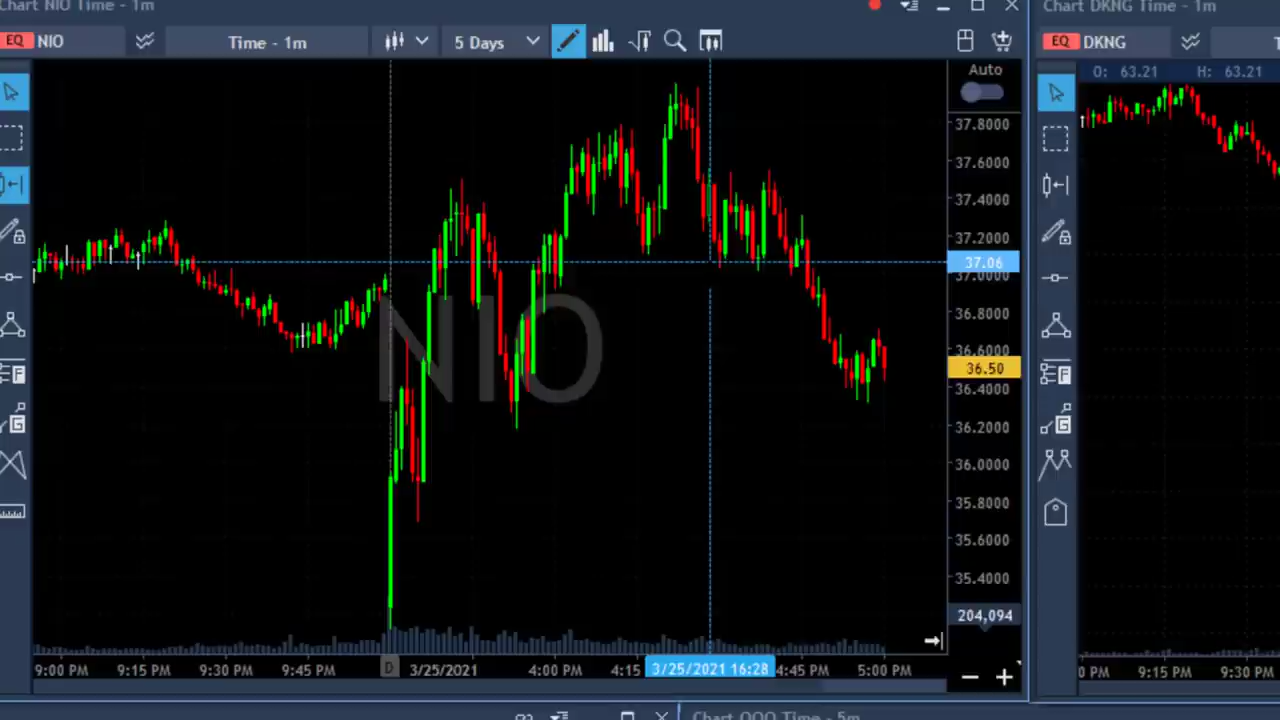 Chart NIO Time - 1m
Chart DKNG Time - 1m
EQ NIO
Time - 1m
5 Days
EQ DKNG
O: 63.21 H: 63.21
Auto
37.8000
37.6000
37.4000
37.2000
37.06
37.0000
36.8000
36.6000
36.50
36.4000
36.2000
36.0000
35.8000
35.6000
35.4000
204,094
NIO
F
G
F
G
9:00 PM 9:15 PM 9:30 PM 9:45 PM D 3/25/2021 4:00 PM 4:15 3/25/2021 16:28 4:45 PM 5:00 PM
PM 9:15 PM 9:30 PM
Chart QQQ Time - 5m